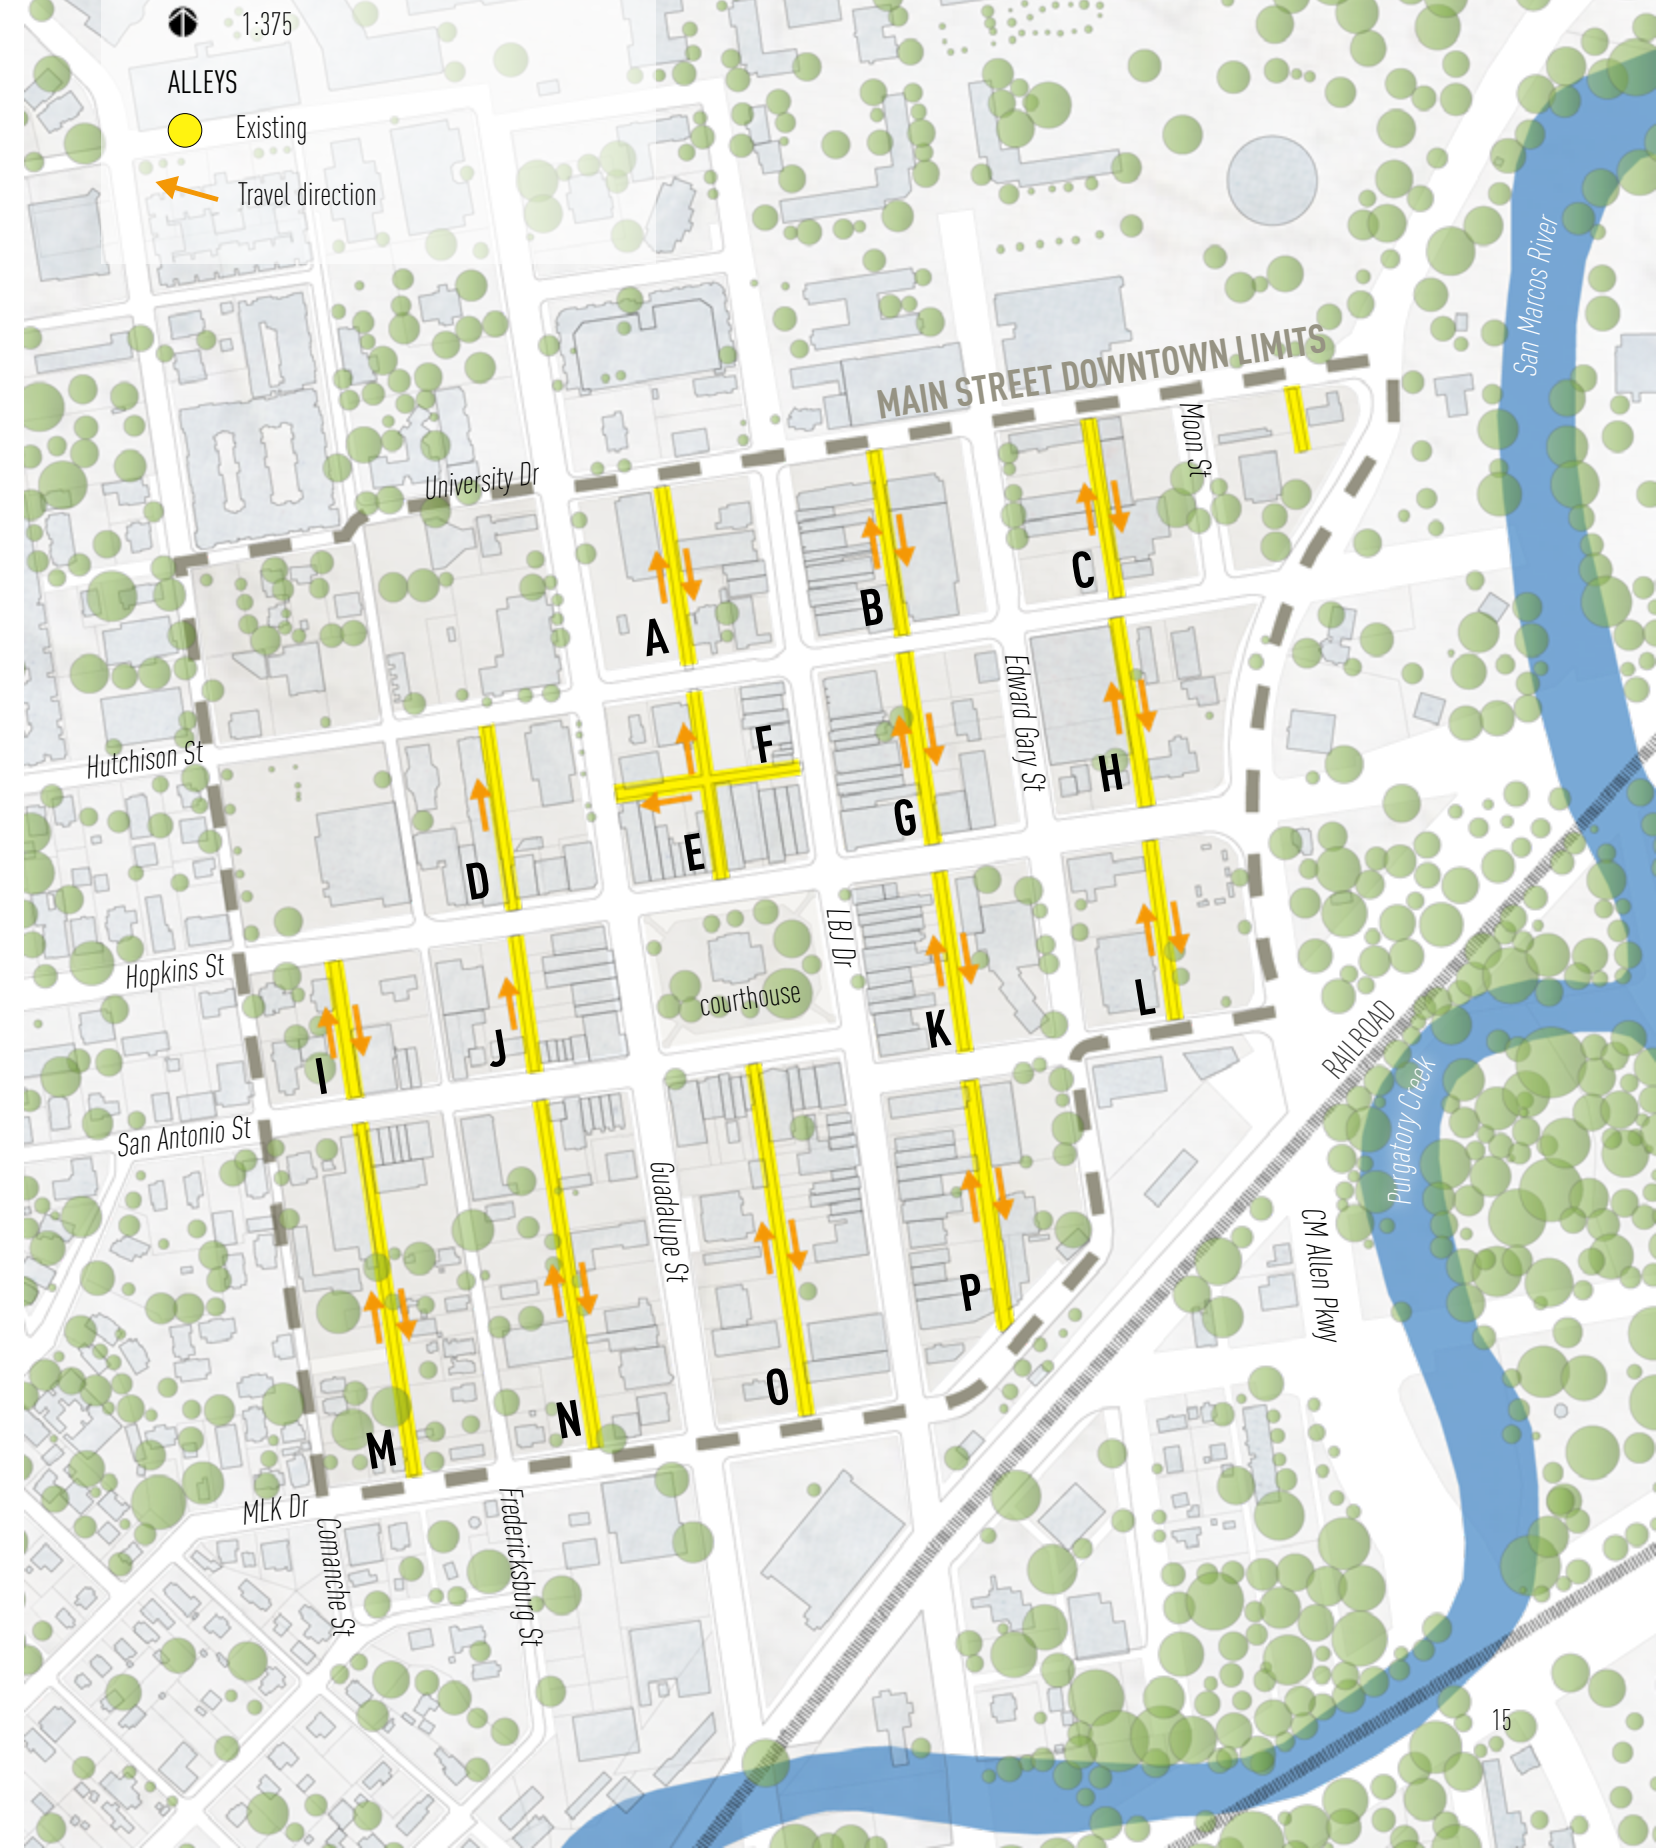 1:375
ALLEYS
Existing
Travel direction
San Marcos River
MAIN STREET DOWNTOWN LIMITS
Moon St
University Dr
C
B
A
Edward Gary St
F
Hutchison St
H
G
E
D
LBJ Dr
Hopkins St
courthouse
L
K
J
I
RAILROAD
Purgatory Creek
San Antonio St
Guadalupe St
CM Allen Pkwy
P
O
N
M
MLK Dr
Fredericksburg St
Comanche St
15